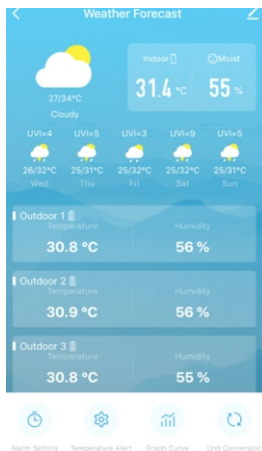 Weather Forecast
Indoor Moist
31.4 °C 55 %
27/34°C
Cloudy
UVI=4 UVI=5 UVI=3 UVI=9 UVI=5
26/32°C 25/31°C 25/32°C 25/32°C 25/31°C
Wed Thu Fri Sat Sun
Outdoor 1
Temperature Humidity
30.8 °C 56 %
Outdoor 2
Temperature Humidity
30.9 °C 56 %
Outdoor 3
Temperature Humidity
30.8 °C 55 %
Alarm Setting Temperature Alert Graph Curve Unit Conversion